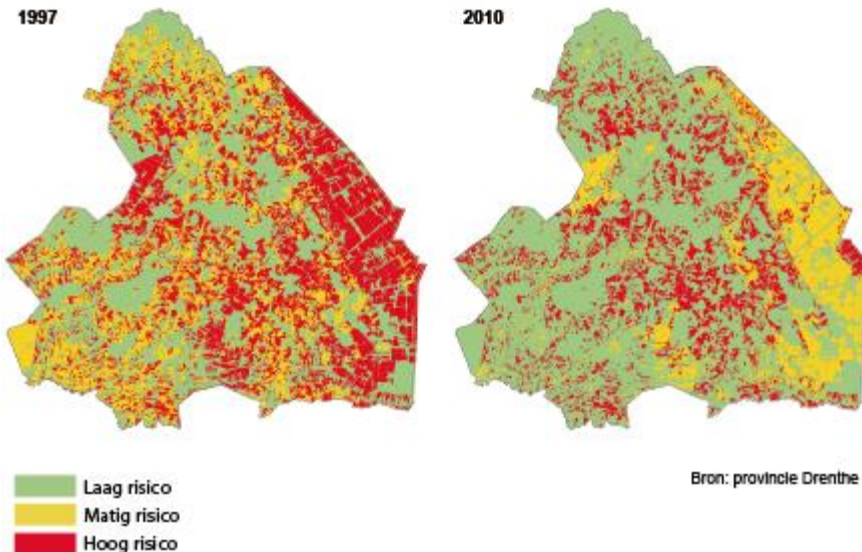 1997
2010
Laag risico
Matig risico
Hoog risico
Bron: provincie Drenthe